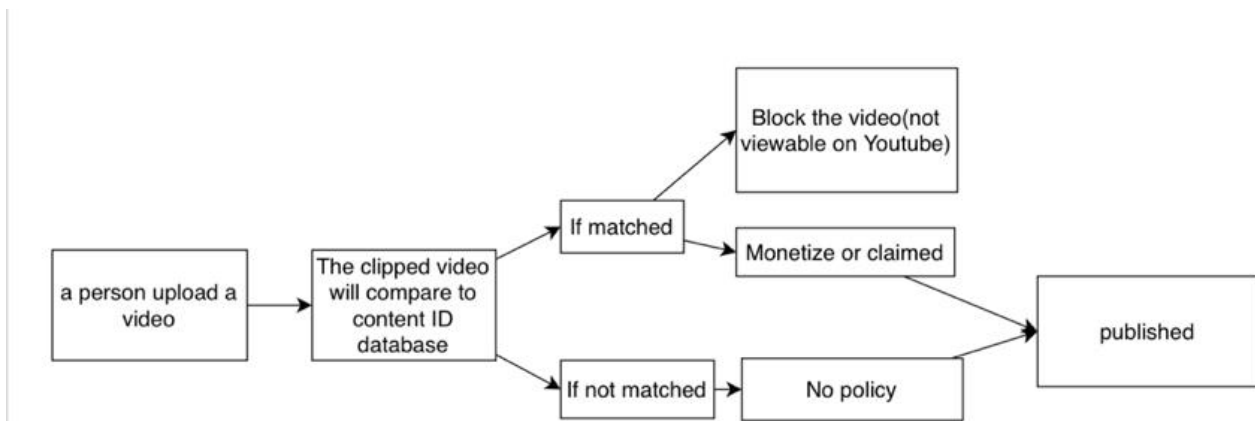 a person upload a
video
The clipped video
will compare to
content ID
database
If matched
If not matched
Block the video(not
viewable on Youtube)
Monetize or claimed
No policy
published